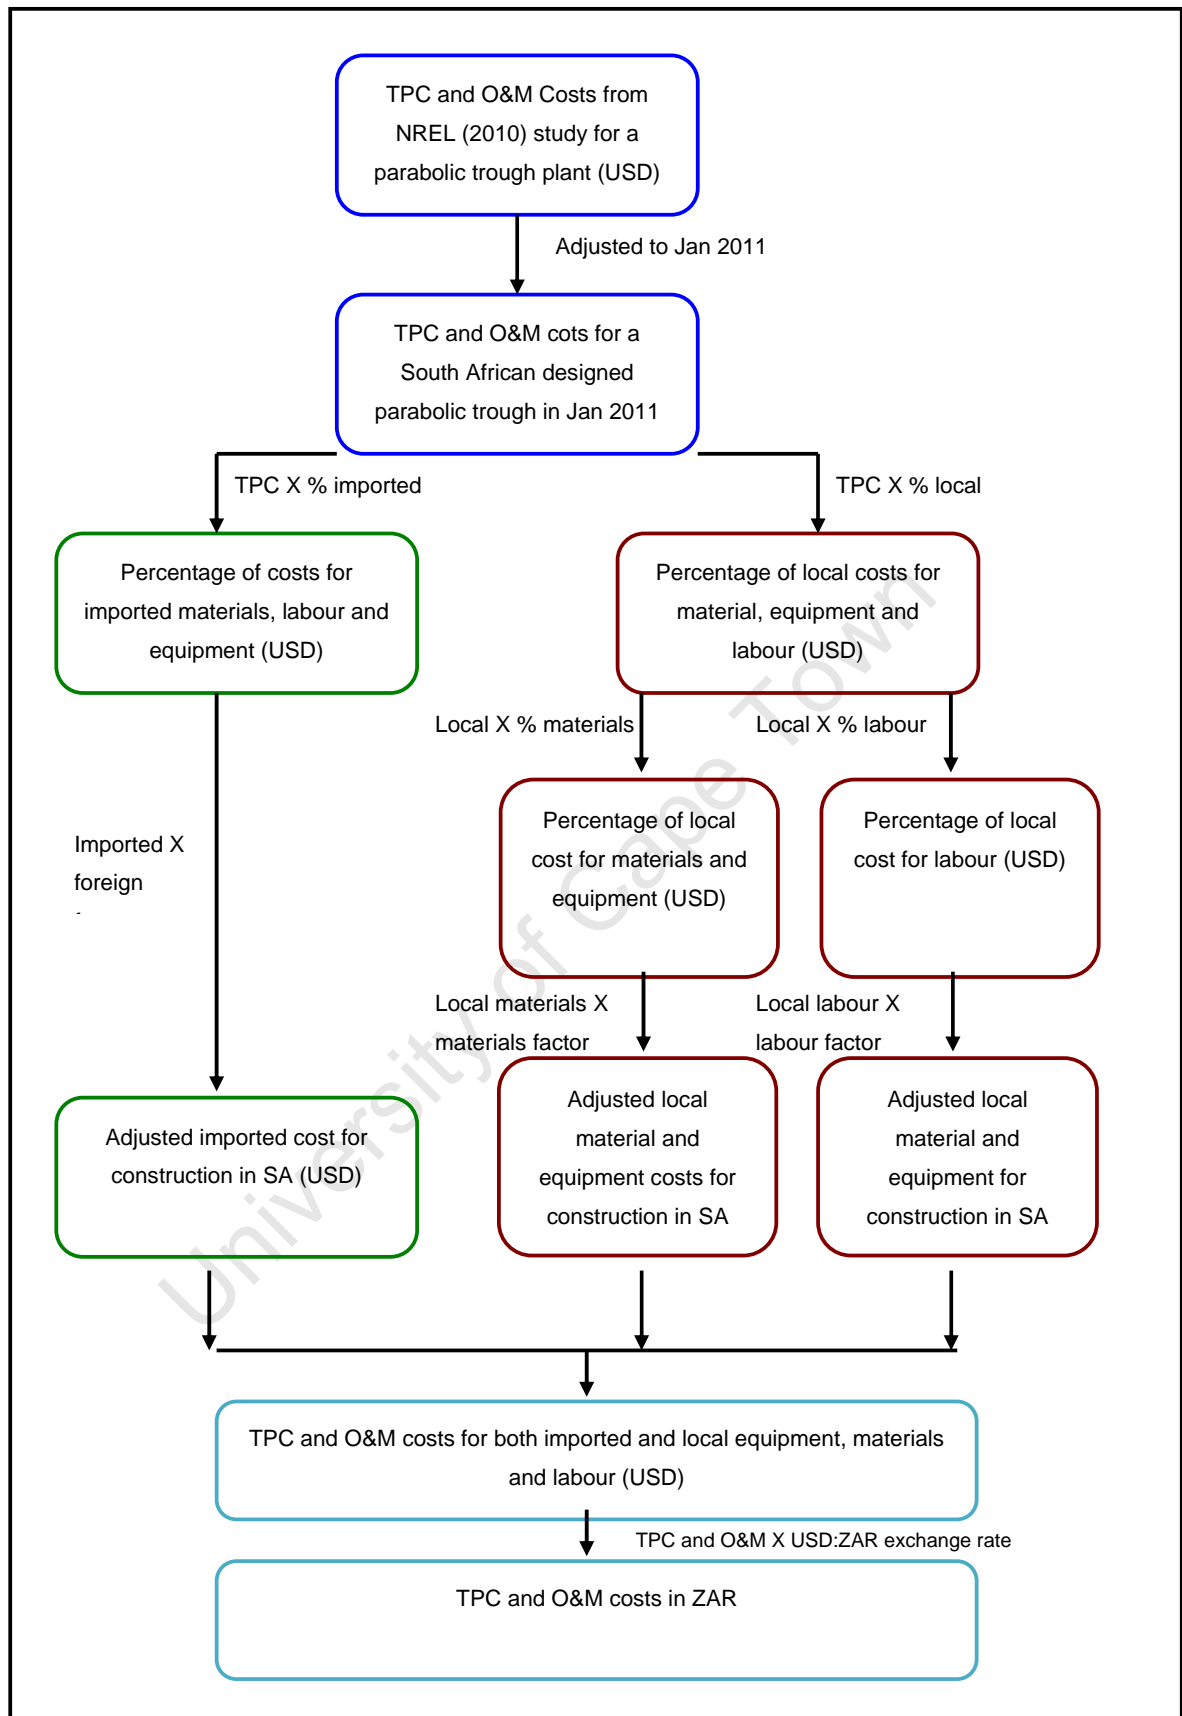 TPC and O&M Costs from
NREL (2010) study for a
parabolic trough plant (USD)
Adjusted to Jan 2011
TPC and O&M cots for a
South African designed
parabolic trough in Jan 2011
TPC X % imported
TPC X % local
Percentage of costs for
imported materials, labour and
equipment (USD)
Percentage of local costs for
material, equipment and
labour (USD)
Local X % materials
Local X % labour
Percentage of local
cost for materials and
equipment (USD)
Percentage of local
cost for labour (USD)
Imported X
foreign
Local materials X
materials factor
Local labour X
labour factor
Adjusted imported cost for
construction in SA (USD)
Adjusted local
material and
equipment costs for
construction in SA
Adjusted local
material and
equipment for
construction in SA
TPC and O&M costs for both imported and local equipment, materials
and labour (USD)
TPC and O&M X USD:ZAR exchange rate
TPC and O&M costs in ZAR
University of Cape Town